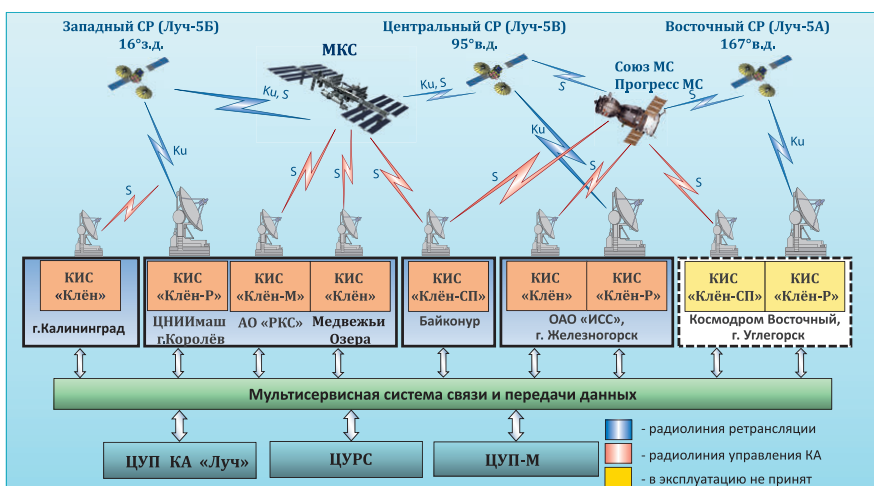 Западный СР (Луч-5Б)
16°з.д.
Центральный СР (Луч-5В)
95°в.д.
Восточный СР (Луч-5А)
167°в.д.
МКС
Союз МС
Прогресс МС
Ku, S
Ku, S
S
S
Ku
Ku
Ku
S
S
S
S
S
S
S
КИС
«Клён»
КИС
«Клён-Р»
КИС
«Клён-М»
КИС
«Клён»
КИС
«Клён-СП»
КИС
«Клён»
КИС
«Клён-Р»
КИС
«Клён-СП»
КИС
«Клён-Р»
г.Калининград
ЦНИИмаш
г.Королёв
АО «РКС»
Медвежьи
Озера
Байконур
ОАО «ИСС»,
г. Железногорск
Космодром Восточный,
г. Углегорск
Мультисервисная система связи и передачи данных
ЦУП КА «Луч»
ЦУРС
ЦУП-М
- радиолиния ретрансляции
- радиолиния управления КА
- в эксплуатацию не принят